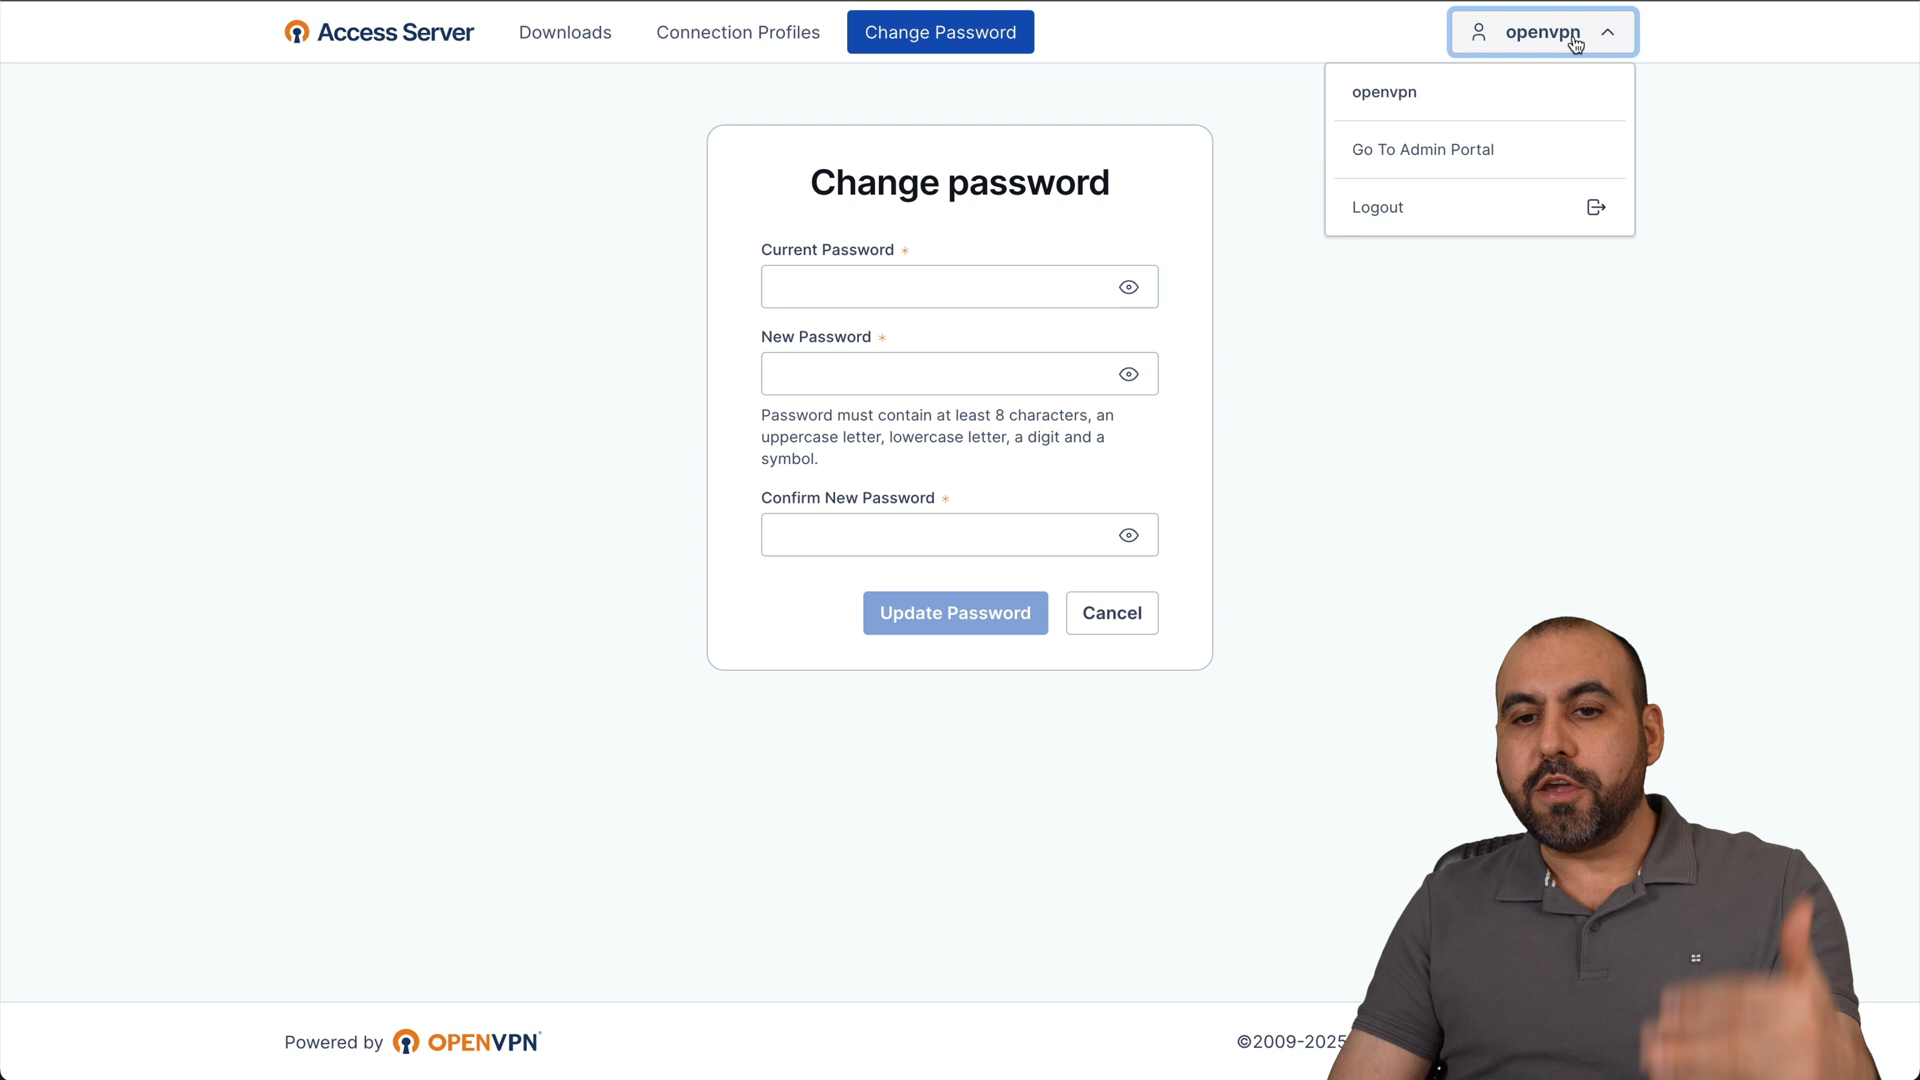 Access Server
Downloads
Connection Profiles
Change Password
openvpn
openvpn
Go To Admin Portal
Logout
Change password
Current Password *
New Password *
Password must contain at least 8 characters, an
uppercase letter, lowercase letter, a digit and a
symbol.
Confirm New Password *
Update Password
Cancel
Powered by OPENVPN
©2009-2025